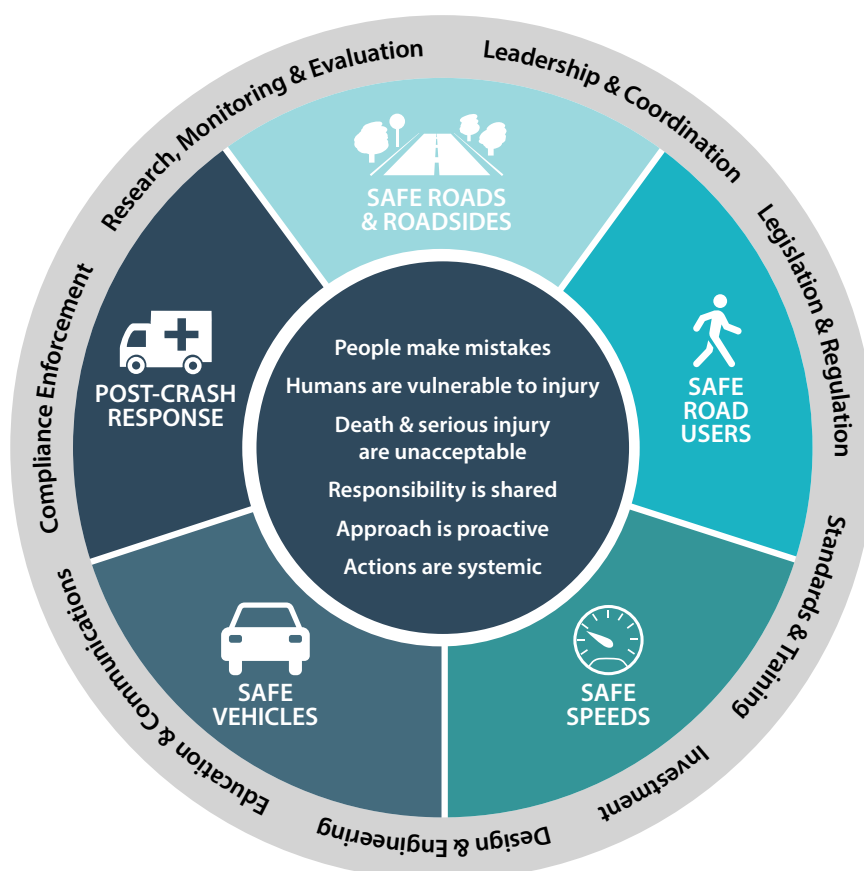 Leadership & Coordination
Legislation & Regulation
Standards & Training
Investment
Design & Engineering
Education & Communications
Compliance Enforcement
Research, Monitoring & Evaluation
SAFE ROADS
& ROADSIDES
SAFE
ROAD
USERS
SAFE
SPEEDS
SAFE
VEHICLES
POST-CRASH
RESPONSE
People make mistakes
Humans are vulnerable to injury
Death & serious injury
are unacceptable
Responsibility is shared
Approach is proactive
Actions are systemic